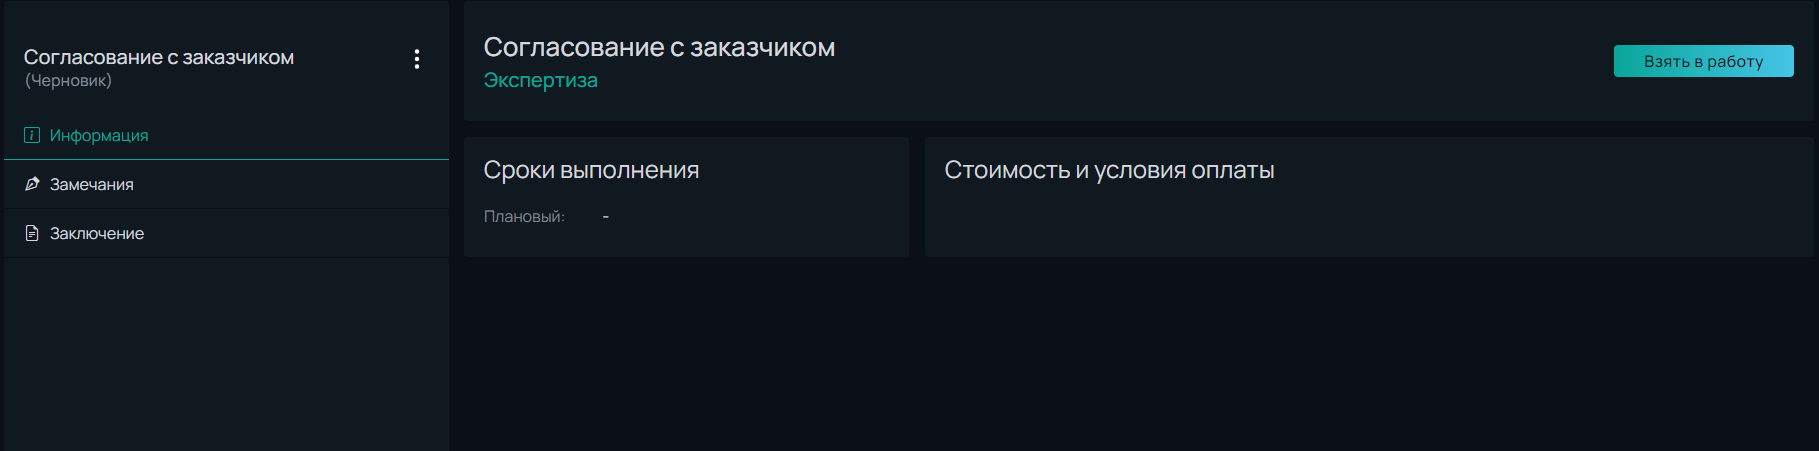 Согласование с заказчиком
(Черновик)
Информация
Замечания
Заключение
Согласование с заказчиком
Экспертиза
Взять в работу
Сроки выполнения
Плановый: -
Стоимость и условия оплаты